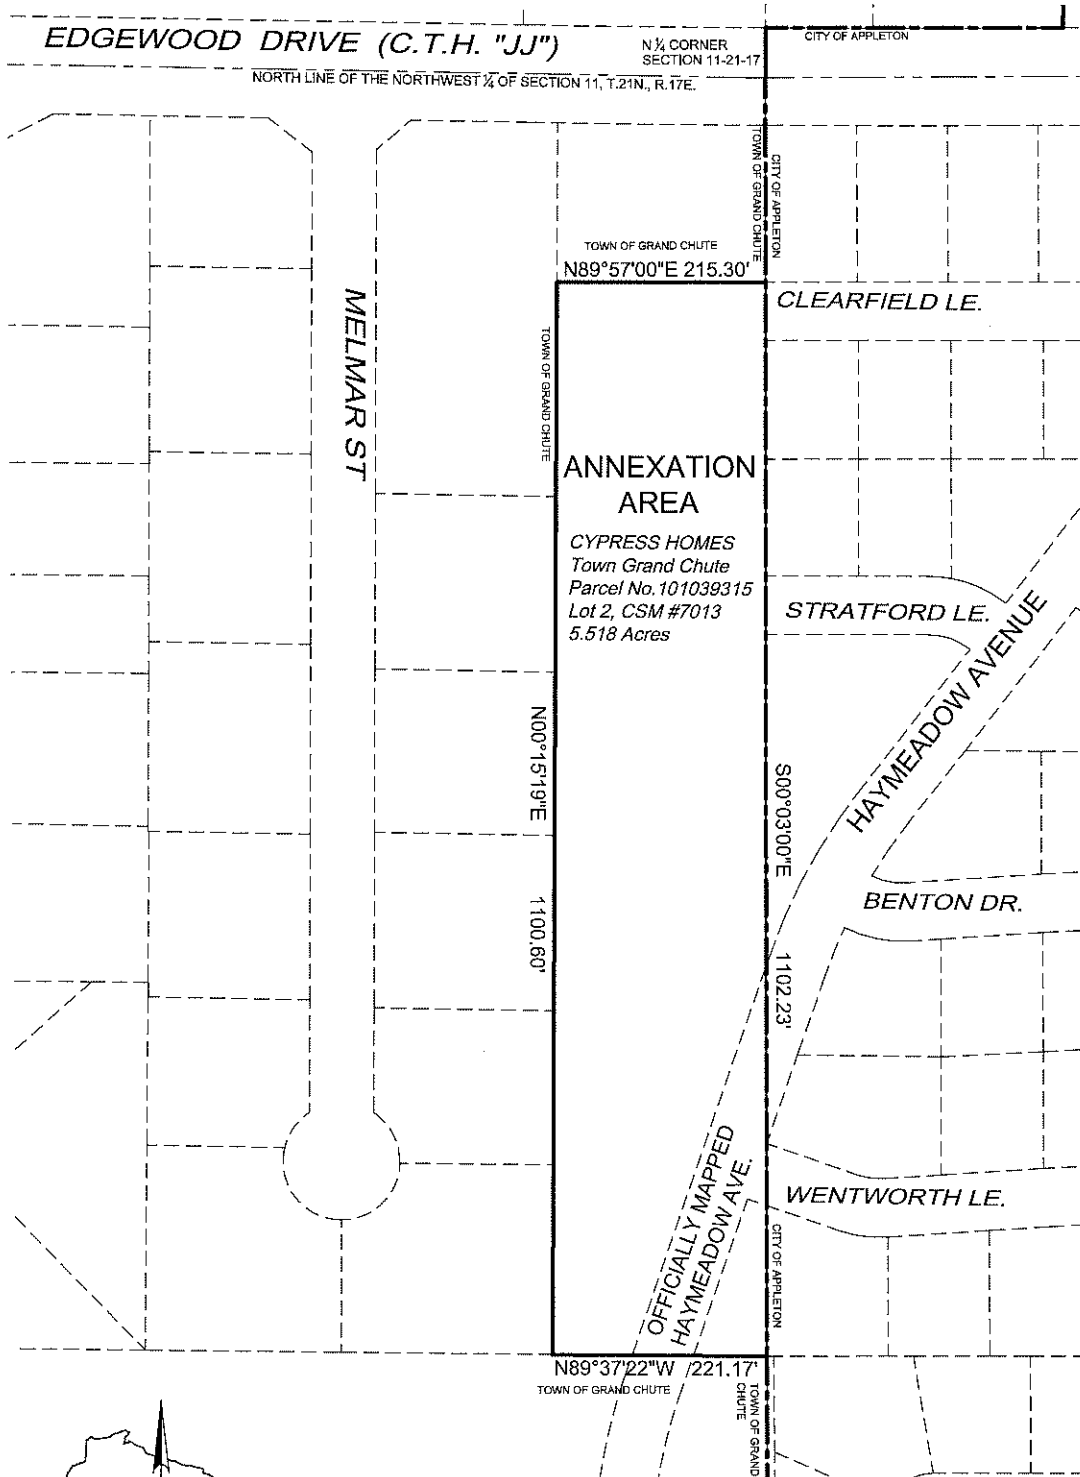 EDGEWOOD DRIVE (C.T.H. "JJ")
N ¼ CORNER
SECTION 11-21-17
CITY OF APPLETON
NORTH LINE OF THE NORTHWEST ¼ OF SECTION 11, T.21N., R.17E.
TOWN OF GRAND CHUTE
CITY OF APPLETON
TOWN OF GRAND CHUTE
N89°57'00"E 215.30'
CLEARFIELD LE.
MELMAR ST
TOWN OF GRAND CHUTE
ANNEXATION
AREA
CYPRESS HOMES
Town Grand Chute
Parcel No. 101039315
Lot 2, CSM #7013
5.518 Acres
STRATFORD LE.
HAYMEADOW AVENUE
N00°15'19"E 1100.60'
S00°03'00"E 1102.23'
BENTON DR.
OFFICIALLY MAPPED
HAYMEADOW AVE.
WENTWORTH LE.
CITY OF APPLETON
N89°37'22"W 221.17'
TOWN OF GRAND CHUTE
TOWN OF GRAND
CHUTE